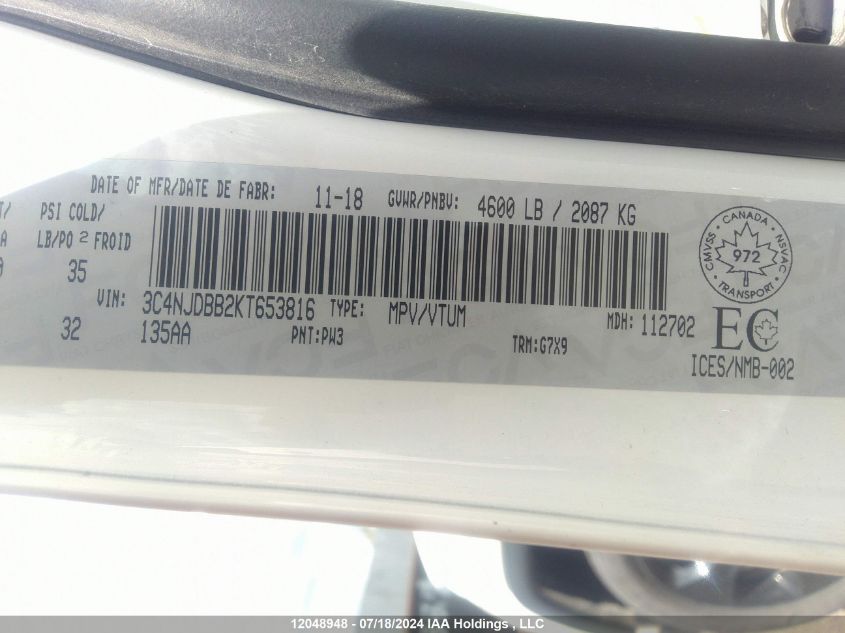 DATE OF MFR/DATE DE FABR: 11-18 GVWR/PNBV: 4600 LB / 2087 KG
PSI COLD/
LB/PO 2 FROID
35
32
VIN: 3C4NJDBB2KT653816 TYPE: MPV/VTUM MDH: 112702
135AA PNT:PW3 TRM:G7X9
CANADA
CMVSS 972 NSVAC
TRANSPORT
EC
ICES/NMB-002
12048948 - 07/18/2024 IAA Holdings , LLC